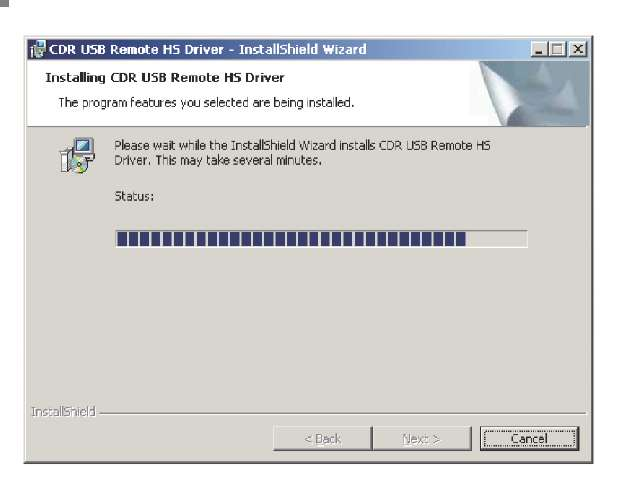 CDR USB Remote HS Driver - InstallShield Wizard
Installing CDR USB Remote HS Driver
The program features you selected are being installed.
Please wait while the InstallShield Wizard installs CDR USB Remote HS
Driver. This may take several minutes.
Status:
InstallShield
< Back
Next >
Cancel